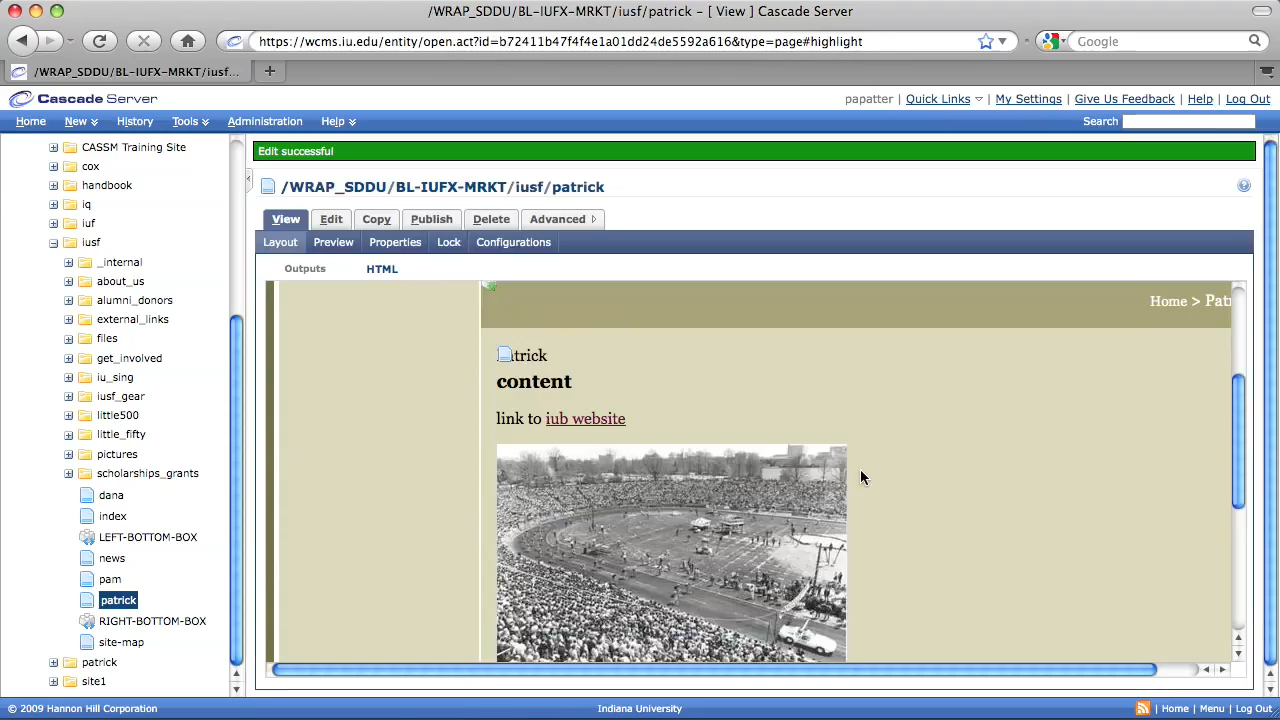 /WRAP_SDDU/BL-IUFX-MRKT/iusf/patrick - [ View ] Cascade Server
https://wcms.iu.edu/entity/open.act?id=b72411b47f4f4e1a01dd24de5592a616&type=page#highlight
Google
/WRAP_SDDU/BL-IUFX-MRKT/iusf...
Cascade Server
papatter | Quick Links | My Settings | Give Us Feedback | Help | Log Out
Home New History Tools Administration Help Search
CASSM Training Site
cox
handbook
iq
iuf
iusf
_internal
about_us
alumni_donors
external_links
files
get_involved
iu_sing
iusf_gear
little500
little_fifty
pictures
scholarships_grants
dana
index
LEFT-BOTTOM-BOX
news
pam
patrick
RIGHT-BOTTOM-BOX
site-map
patrick
site1
Edit successful
/WRAP_SDDU/BL-IUFX-MRKT/iusf/patrick
View Edit Copy Publish Delete Advanced
Layout Preview Properties Lock Configurations
Outputs HTML
Home > Patr
atrick
content
link to iub website
© 2009 Hannon Hill Corporation Indiana University | Home | Menu | Log Out